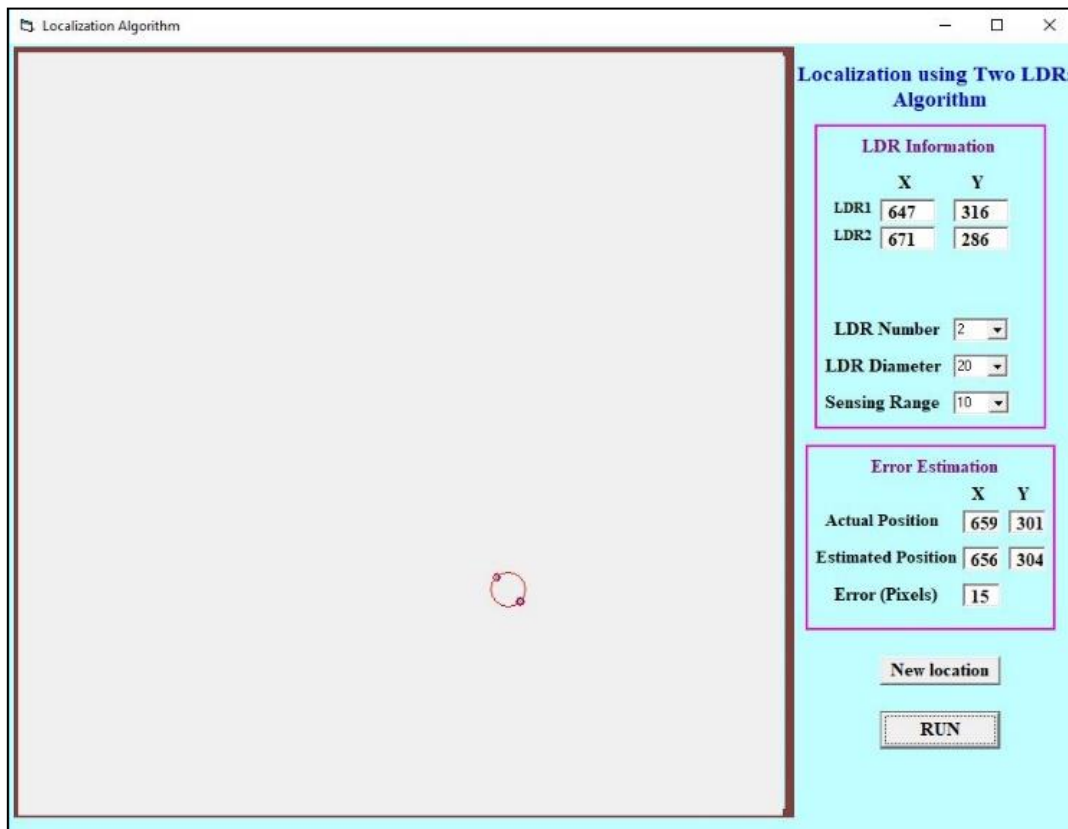 Localization Algorithm
Localization using Two LDRs
Algorithm
LDR Information
X Y
LDR1 647 316
LDR2 671 286
LDR Number 2
LDR Diameter 20
Sensing Range 10
Error Estimation
X Y
Actual Position 659 301
Estimated Position 656 304
Error (Pixels) 15
New location
RUN